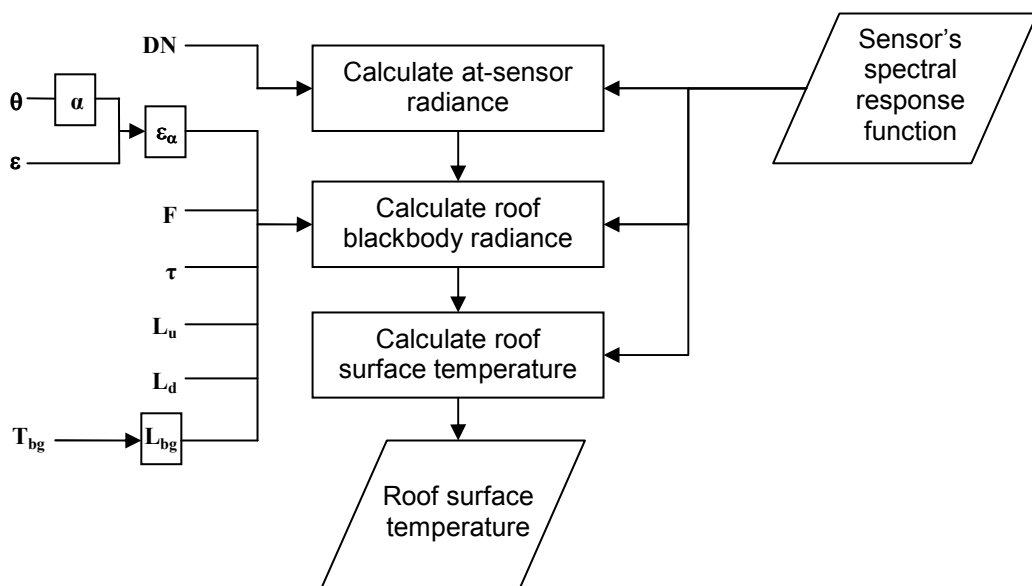 DN
Calculate at-sensor
radiance
Sensor's
spectral
response
function
θ
α
ε
εα
F
Calculate roof
blackbody radiance
τ
Lu
Calculate roof
surface temperature
Ld
Tbg
Lbg
Roof surface
temperature